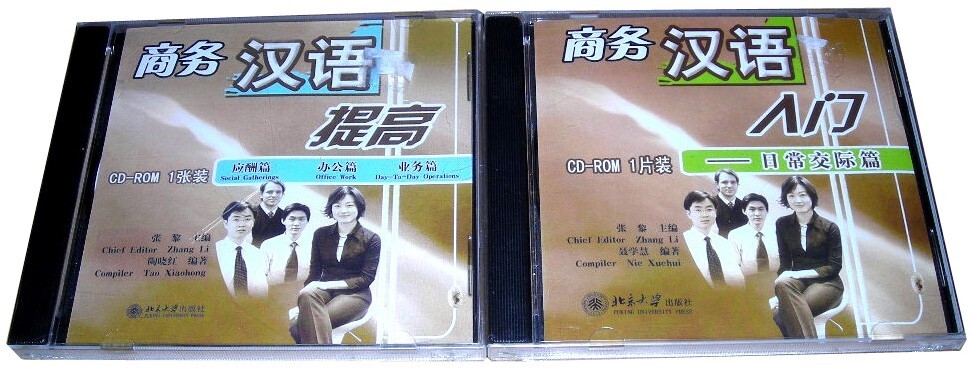 商务 汉语
提高
CD-ROM 1张装
应酬篇 办公篇 业务篇
Social Gatherings Office Work Day-To-Day Operations
张 黎 主编
Chief Editor Zhang Li
陶晓红 编著
Compiler Tao Xiaohong
北京大学出版社
PEKING UNIVERSITY PRESS
商务 汉语
入门
CD-ROM 1片装
——日常交际篇
张 黎 主编
Chief Editor Zhang Li
聂学慧 编著
Compiler Nie Xuehui
北京大学出版社
PEKING UNIVERSITY PRESS